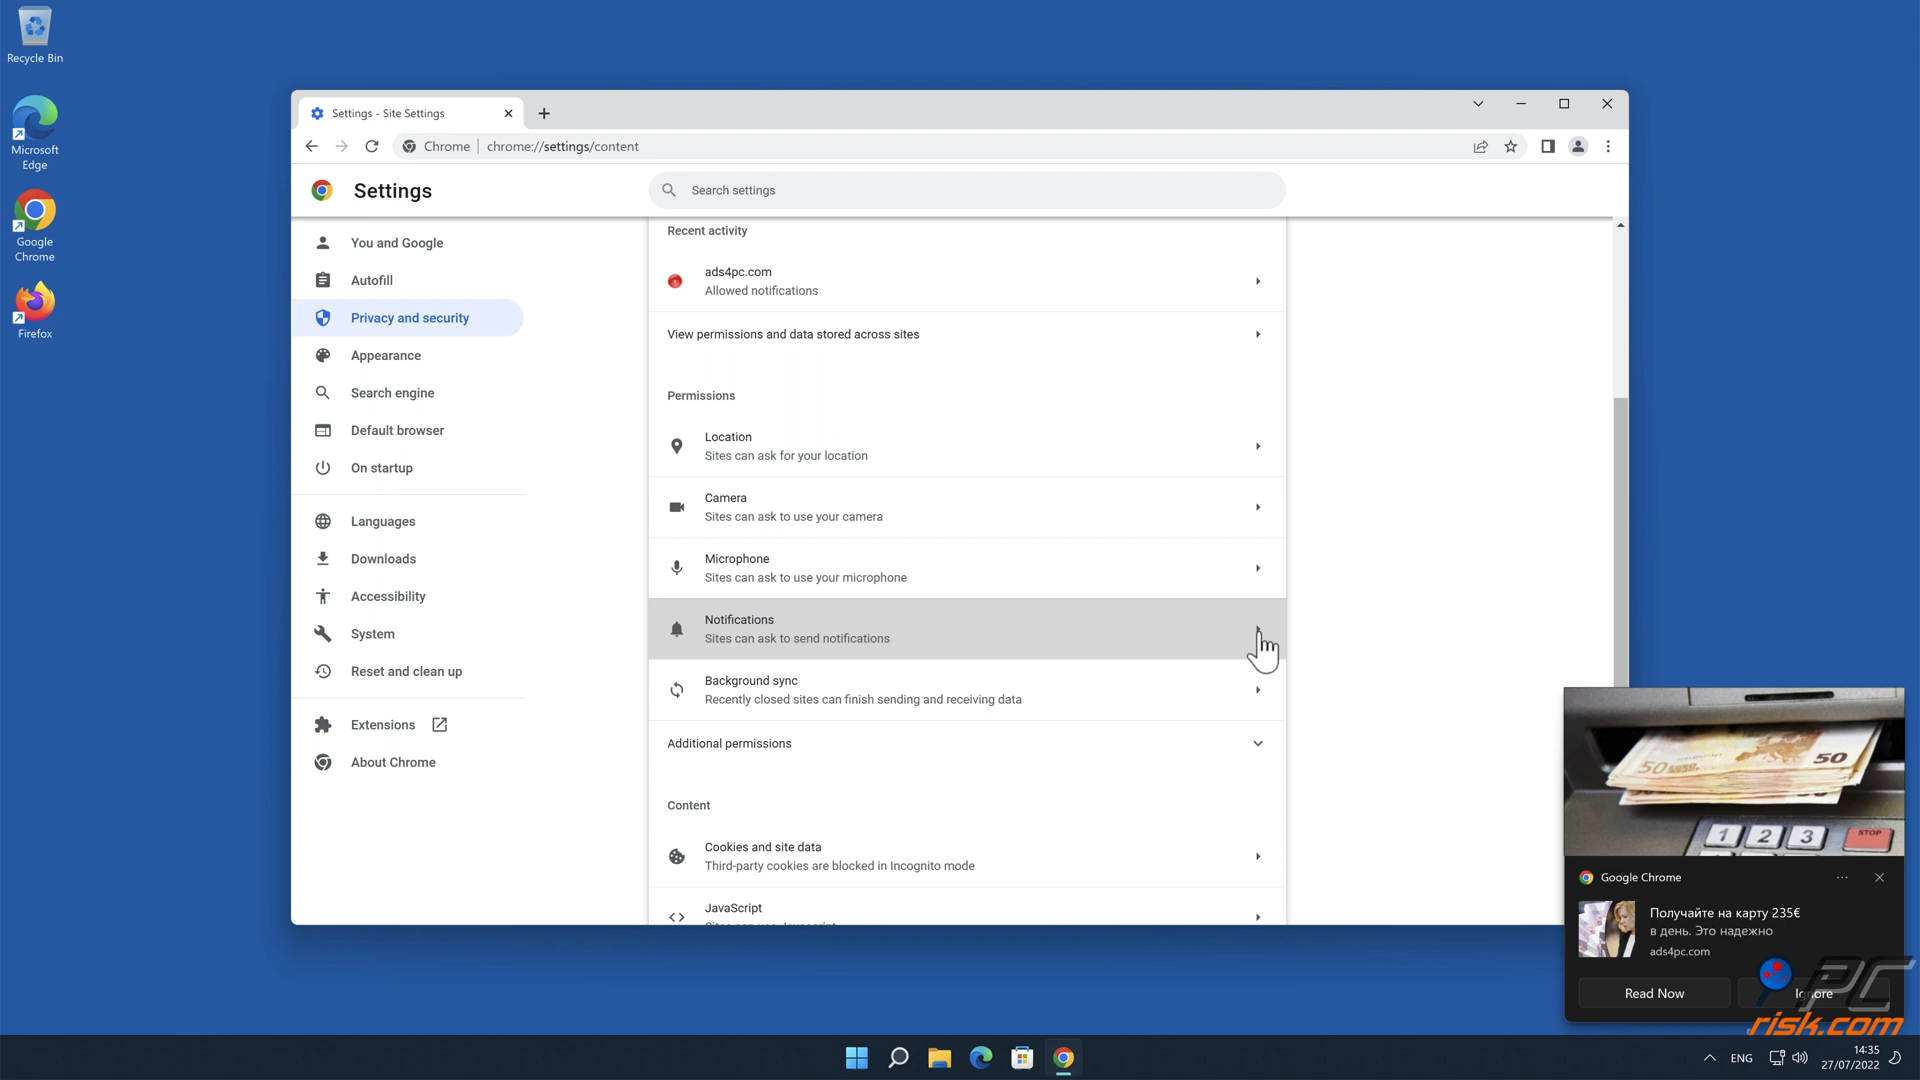 Recycle Bin
Microsoft
Edge
Google
Chrome
Firefox
Settings - Site Settings
Chrome
chrome://settings/content
Settings
Search settings
You and Google
Autofill
Privacy and security
Appearance
Search engine
Default browser
On startup
Languages
Downloads
Accessibility
System
Reset and clean up
Extensions
About Chrome
Recent activity
ads4pc.com
Allowed notifications
View permissions and data stored across sites
Permissions
Location
Sites can ask for your location
Camera
Sites can ask to use your camera
Microphone
Sites can ask to use your microphone
Notifications
Sites can ask to send notifications
Background sync
Recently closed sites can finish sending and receiving data
Additional permissions
Content
Cookies and site data
Third-party cookies are blocked in Incognito mode
JavaScript
50 50
1 2 3 STOP
Google Chrome
Получайте на карту 235€
в день. Это надежно
ads4pc.com
Read Now
Ignore
PC
risk.com
ENG
14:35
27/07/2022